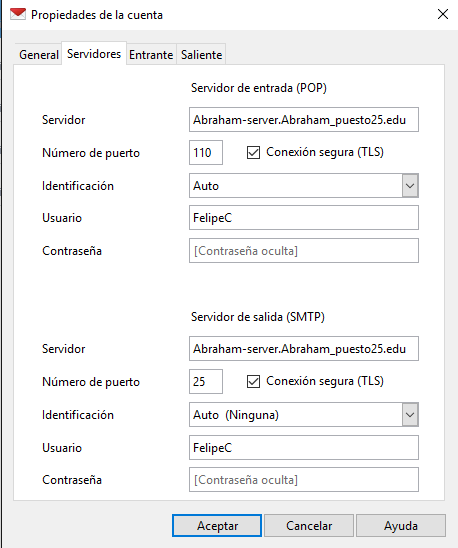 Propiedades de la cuenta
General Servidores Entrante Saliente
Servidor de entrada (POP)
Servidor Abraham-server.Abraham_puesto25.edu
Número de puerto 110 Conexión segura (TLS)
Identificación Auto
Usuario FelipeC
Contraseña [Contraseña oculta]
Servidor de salida (SMTP)
Servidor Abraham-server.Abraham_puesto25.edu
Número de puerto 25 Conexión segura (TLS)
Identificación Auto (Ninguna)
Usuario FelipeC
Contraseña [Contraseña oculta]
Aceptar Cancelar Ayuda